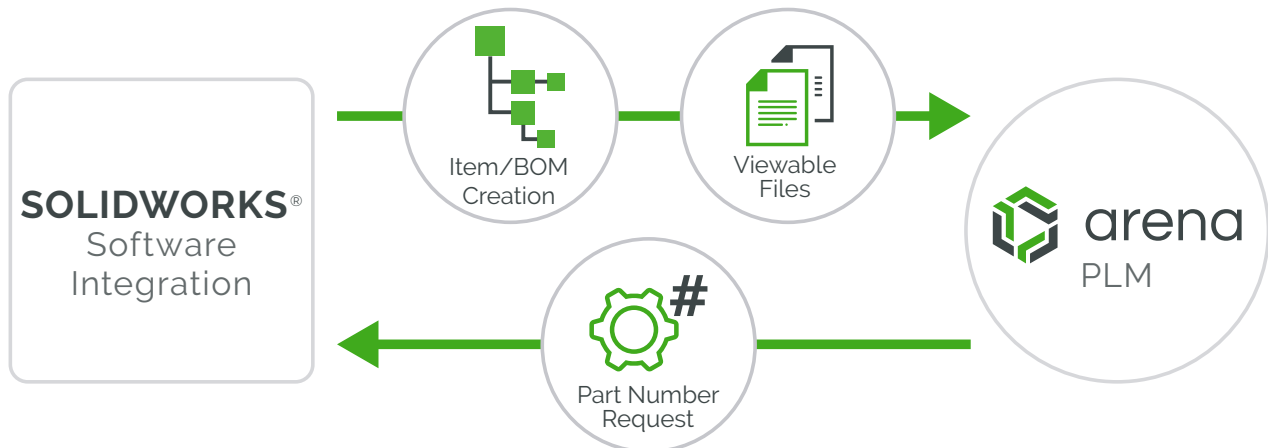 SOLIDWORKS®
Software
Integration
Item/BOM
Creation
Viewable
Files
arena
PLM
#
Part Number
Request